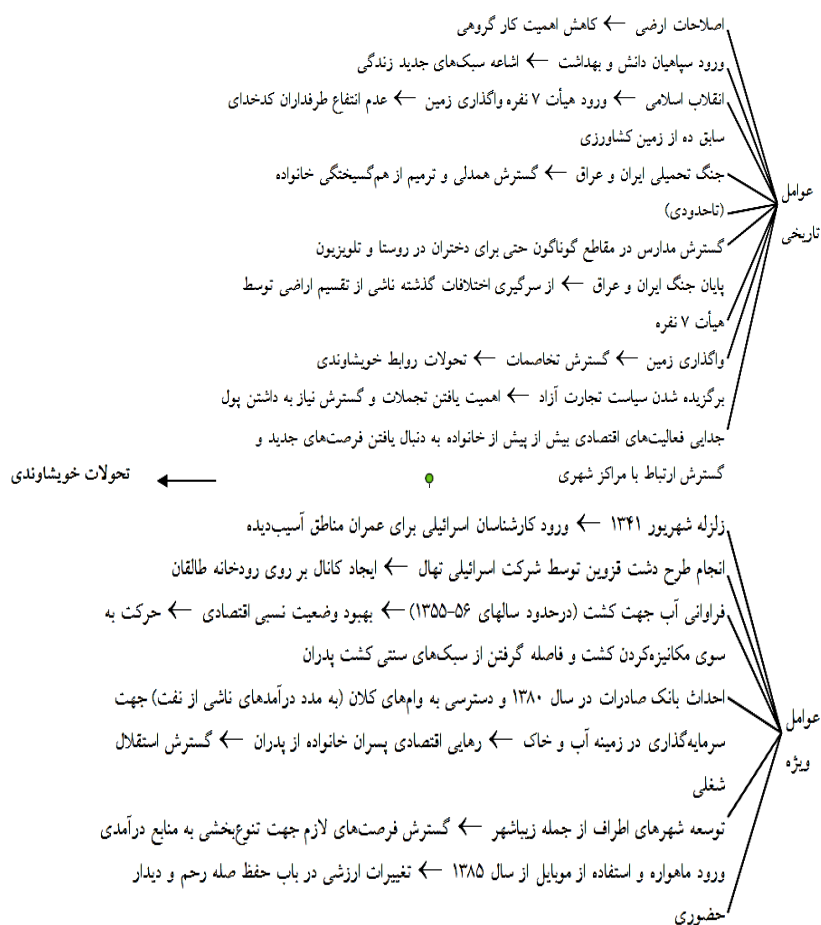 اصلاحات ارضی ← کاهش اهمیت کار گروهی
ورود سپاهیان دانش و بهداشت ← اشاعه سبک‌های جدید زندگی
انقلاب اسلامی ← ورود هیأت ۷ نفره واگذاری زمین ← عدم انتفاع طرفداران کدخدای
سابق ده از زمین کشاورزی
جنگ تحمیلی ایران و عراق ← گسترش همدلی و ترمیم از هم‌گسیختگی خانواده
(تاحدودی)
گسترش مدارس در مقاطع گوناگون حتی برای دختران در روستا و تلویزیون
پایان جنگ ایران و عراق ← از سرگیری اختلافات گذشته ناشی از تقسیم اراضی توسط
هیأت ۷ نفره
واگذاری زمین ← گسترش تخاصمات ← تحولات روابط خویشاوندی
برگزیده شدن سیاست تجارت آزاد ← اهمیت یافتن تجملات و گسترش نیاز به داشتن پول
جدایی فعالیت‌های اقتصادی بیش از پیش از خانواده به دنبال یافتن فرصت‌های جدید و
گسترش ارتباط با مراکز شهری
عوامل
تاریخی
← تحولات خویشاوندی
زلزله شهریور ۱۳۴۱ ← ورود کارشناسان اسرائیلی برای عمران مناطق آسیب‌دیده
انجام طرح دشت قزوین توسط شرکت اسرائیلی تهال ← ایجاد کانال بر روی رودخانه طالقان
فراوانی آب جهت کشت (درحدود سالهای ۵۶-۱۳۵۵) ← بهبود وضعیت نسبی اقتصادی ← حرکت به
سوی مکانیزه‌کردن کشت و فاصله گرفتن از سبک‌های سنتی کشت پدران
احداث بانک صادرات در سال ۱۳۸۰ و دسترسی به وام‌های کلان (به مدد درآمدهای ناشی از نفت) جهت
سرمایه‌گذاری در زمینه آب و خاک ← رهایی اقتصادی پسران خانواده از پدران ← گسترش استقلال
شغلی
توسعه شهرهای اطراف از جمله زیباشهر ← گسترش فرصت‌های لازم جهت تنوع‌بخشی به منابع درآمدی
ورود ماهواره و استفاده از موبایل از سال ۱۳۸۵ ← تغییرات ارزشی در باب حفظ صله رحم و دیدار
حضوری
عوامل
ویژه